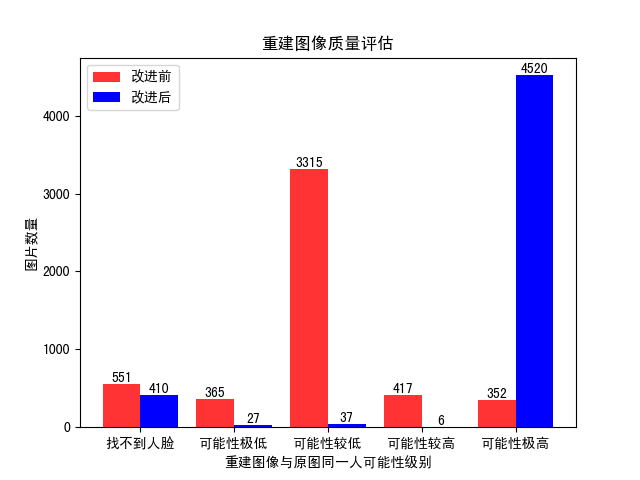 重建图像质量评估
改进前
改进后
图片数量
4000
3000
2000
1000
0
551
410
365
27
3315
37
417
6
352
4520
找不到人脸
可能性极低
可能性较低
可能性较高
可能性极高
重建图像与原图同一人可能性级别